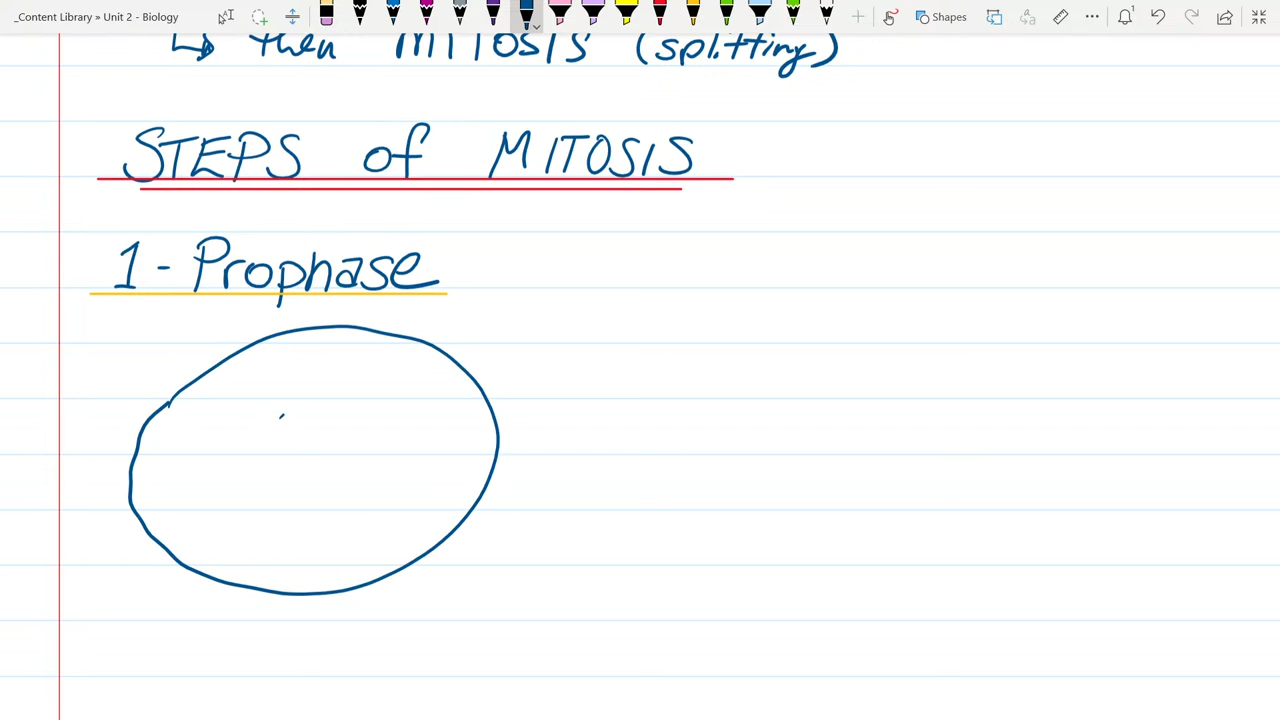 _Content Library » Unit 2 - Biology
Shapes
↳ then MITOSIS (splitting)
STEPS of MITOSIS
1 - Prophase